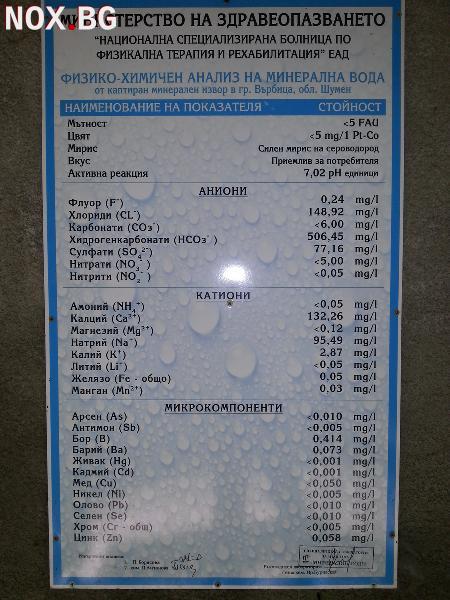 NOX.BG
МИНИСТЕРСТВО НА ЗДРАВЕОПАЗВАНЕТО
"НАЦИОНАЛНА СПЕЦИАЛИЗИРАНА БОЛНИЦА ПО
ФИЗИКАЛНА ТЕРАПИЯ И РЕХАБИЛИТАЦИЯ" ЕАД
ФИЗИКО-ХИМИЧЕН АНАЛИЗ НА МИНЕРАЛНА ВОДА
от каптиран минерален извор в гр. Върбица, обл. Шумен
НАИМЕНОВАНИЕ НА ПОКАЗАТЕЛЯ СТОЙНОСТ
Мътност <5 FAU
Цвят <5 mg/l Pt-Co
Мирис Силен мирис на сероводород
Вкус Приемлив за потребителя
Активна реакция 7,02 pH единици
АНИОНИ
Флуор (F⁻) 0,24 mg/l
Хлориди (CL⁻) 148,92 mg/l
Карбонати (CO₃⁻) <6,00 mg/l
Хидрогенкарбонати (HCO₃⁻) 506,45 mg/l
Сулфати (SO₄²⁻) 77,16 mg/l
Нитрати (NO₃⁻) <5,00 mg/l
Нитрити (NO₂⁻) <0,05 mg/l
КАТИОНИ
Амоний (NH₄⁺) <0,05 mg/l
Калций (Ca²⁺) 132,26 mg/l
Магнезий (Mg²⁺) <0,12 mg/l
Натрий (Na⁺) 95,49 mg/l
Калий (K⁺) 2,87 mg/l
Литий (Li⁺) <0,05 mg/l
Желязо (Fe - общо) 0,05 mg/l
Манган (Mn²⁺) 0,03 mg/l
МИКРОКОМПОНЕНТИ
Арсен (As) <0,010 mg/l
Антимон (Sb) <0,005 mg/l
Бор (B) 0,414 mg/l
Барий (Ba) 0,073 mg/l
Живак (Hg) <0,001 mg/l
Кадмий (Cd) <0,001 mg/l
Мед (Cu) <0,050 mg/l
Никел (Ni) <0,005 mg/l
Олово (Pb) <0,010 mg/l
Селен (Se) <0,010 mg/l
Хром (Cr - общ) <0,005 mg/l
Цинк (Zn) 0,058 mg/l